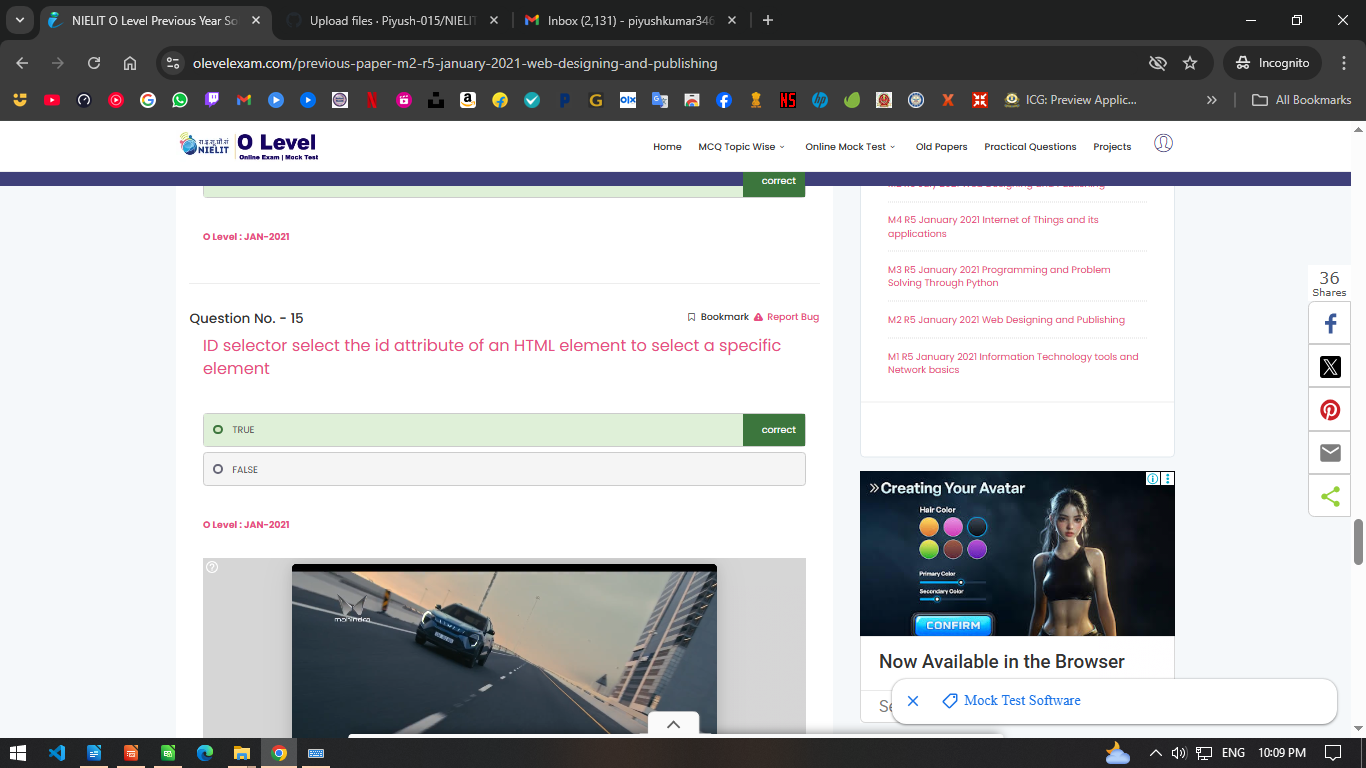 NIELIT O Level Previous Year So
Upload files · Piyush-015/NIELIT
Inbox (2,131) - piyushkumar346
olevelexam.com/previous-paper-m2-r5-january-2021-web-designing-and-publishing
Incognito
ICG: Preview Applic...
All Bookmarks
NIELIT
O Level
Online Exam | Mock Test
Home
MCQ Topic Wise
Online Mock Test
Old Papers
Practical Questions
Projects
correct
O Level : JAN-2021
M4 R5 January 2021 Internet of Things and its
applications
M3 R5 January 2021 Programming and Problem
Solving Through Python
M2 R5 January 2021 Web Designing and Publishing
M1 R5 January 2021 Information Technology tools and
Network basics
36
Shares
Question No. - 15
Bookmark
Report Bug
ID selector select the id attribute of an HTML element to select a specific
element
TRUE
correct
FALSE
O Level : JAN-2021
mahindra
Creating Your Avatar
Hair Color
Primary Color
Secondary Color
CONFIRM
Now Available in the Browser
Mock Test Software
ENG
10:09 PM